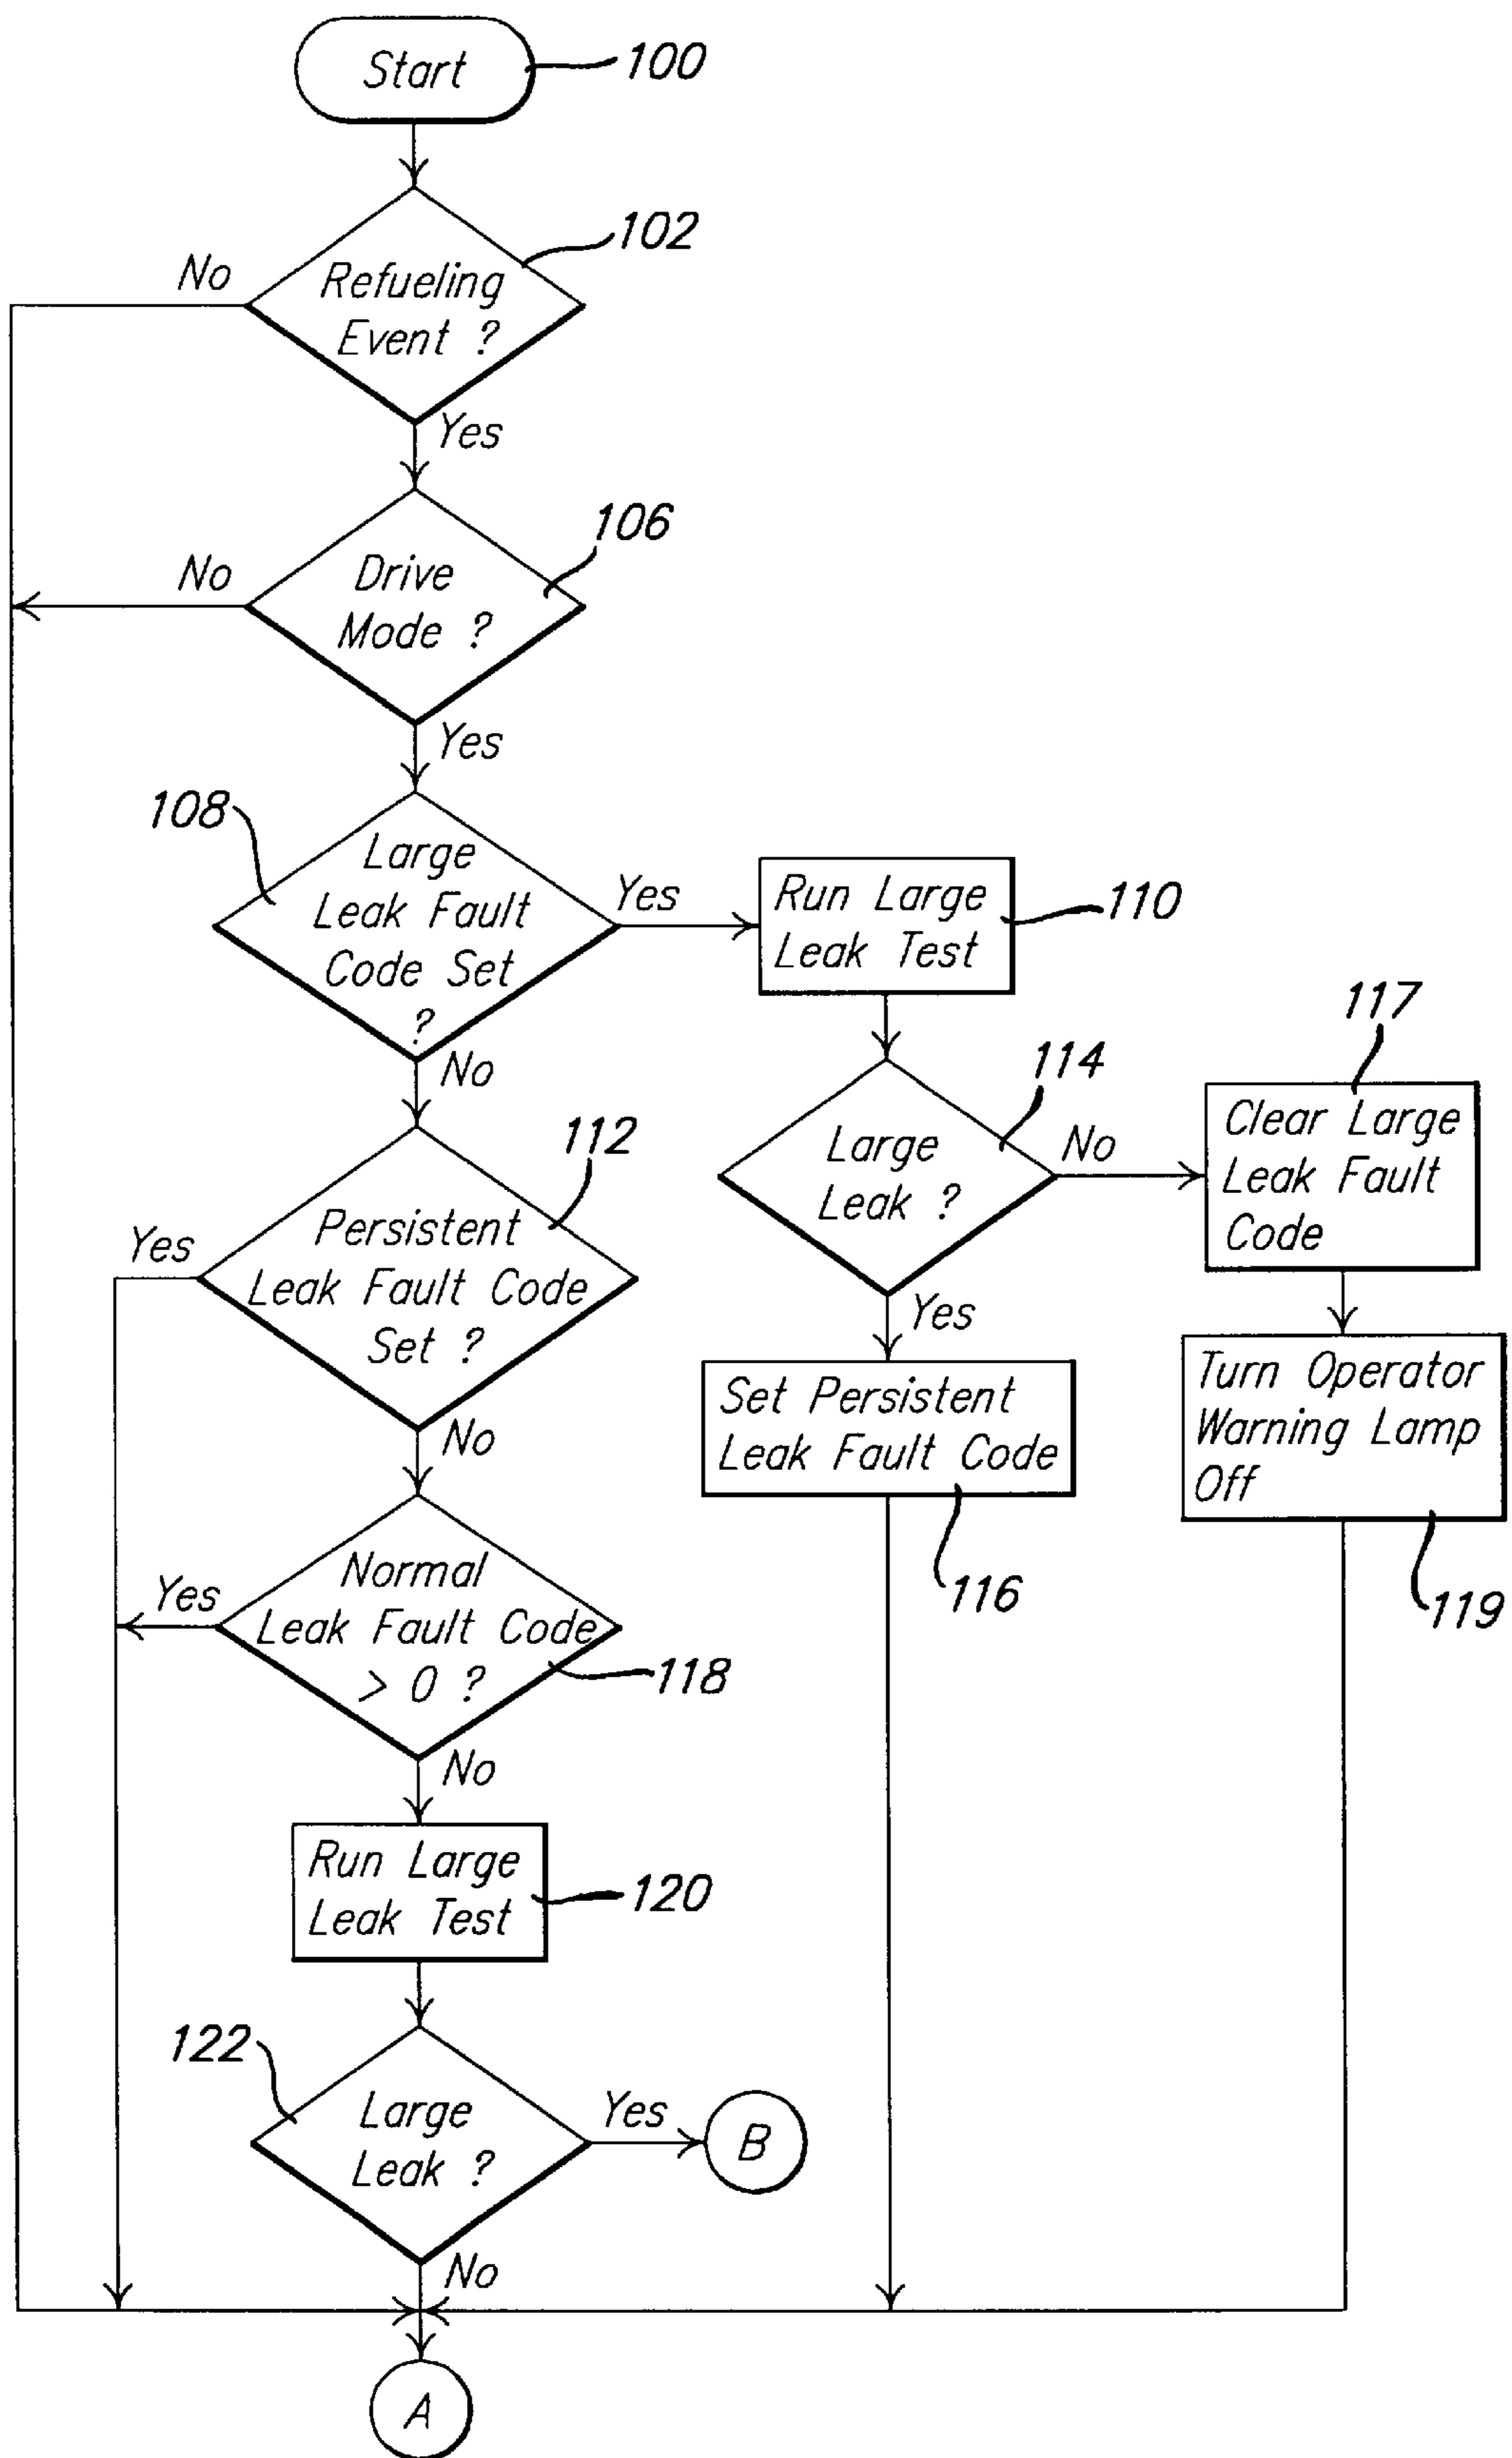 Start
100
102
No
Refueling
Event ?
Yes
106
No
Drive
Mode ?
Yes
108
Large
Leak Fault
Code Set
?
Yes
Run Large
Leak Test
110
No
114
117
Large
Leak ?
No
Clear Large
Leak Fault
Code
112
Yes
Persistent
Leak Fault Code
Set ?
Yes
No
Set Persistent
Leak Fault Code
116
Turn Operator
Warning Lamp
Off
119
Yes
Normal
Leak Fault Code
> 0 ?
118
No
Run Large
Leak Test
120
122
Large
Leak ?
Yes
B
No
A